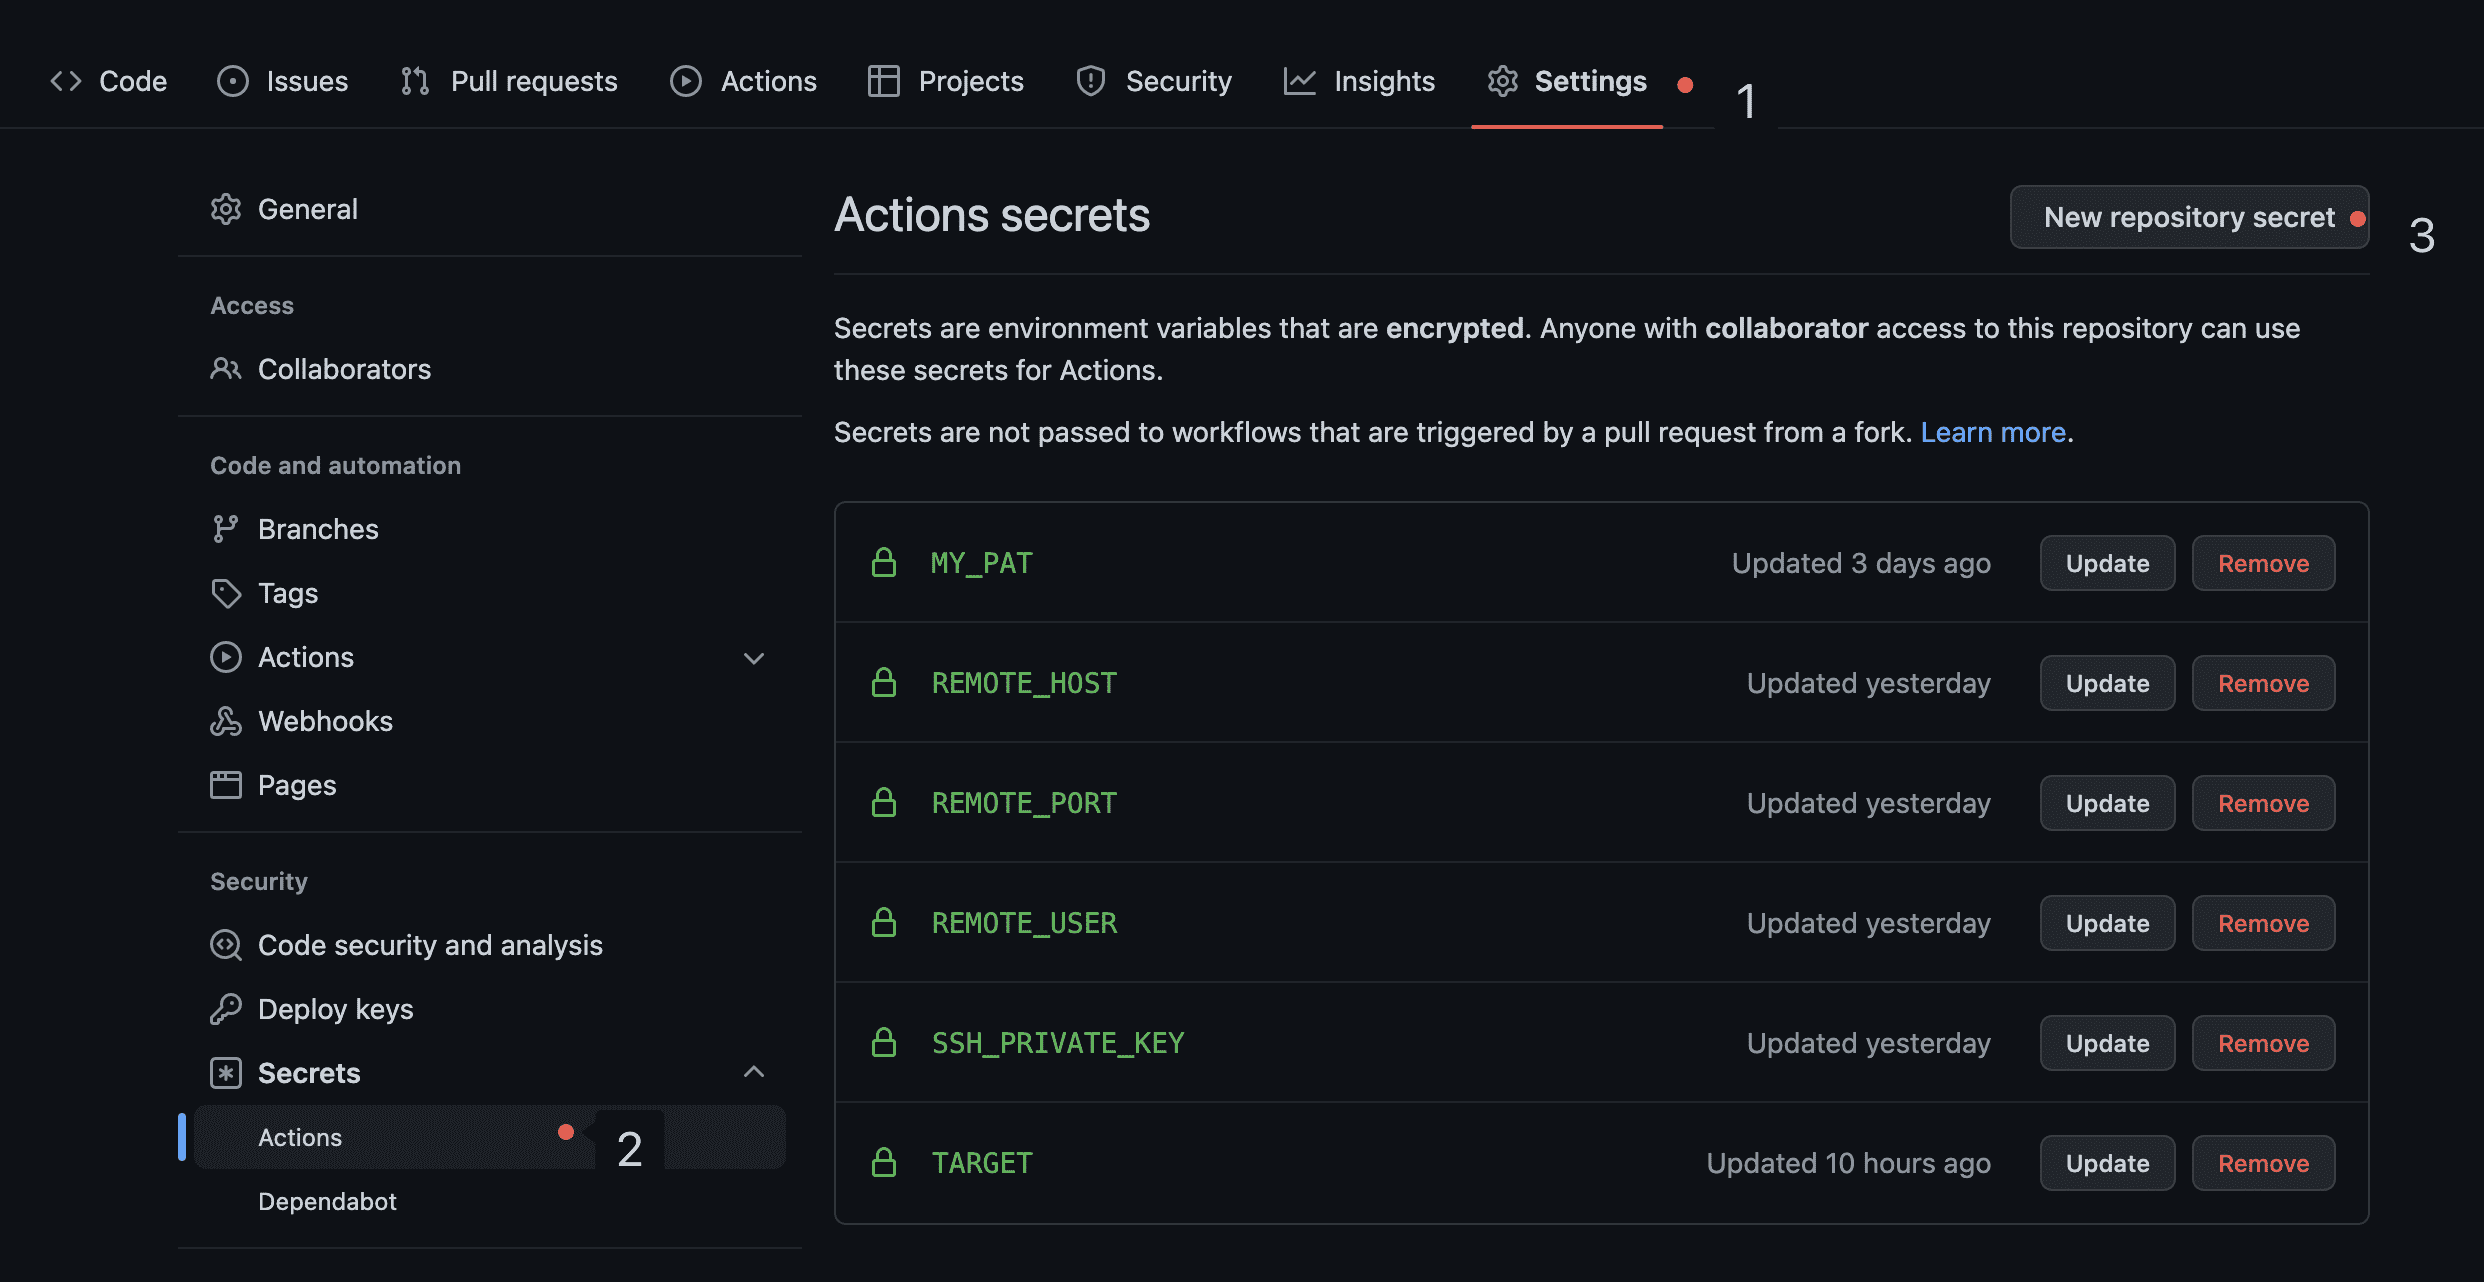 Code Issues Pull requests Actions Projects Security Insights Settings 1
General
Access
Collaborators
Code and automation
Branches
Tags
Actions
Webhooks
Pages
Security
Code security and analysis
Deploy keys
Secrets
Actions 2
Dependabot
Actions secrets
New repository secret 3
Secrets are environment variables that are encrypted. Anyone with collaborator access to this repository can use
these secrets for Actions.
Secrets are not passed to workflows that are triggered by a pull request from a fork. Learn more.
MY_PAT Updated 3 days ago Update Remove
REMOTE_HOST Updated yesterday Update Remove
REMOTE_PORT Updated yesterday Update Remove
REMOTE_USER Updated yesterday Update Remove
SSH_PRIVATE_KEY Updated yesterday Update Remove
TARGET Updated 10 hours ago Update Remove